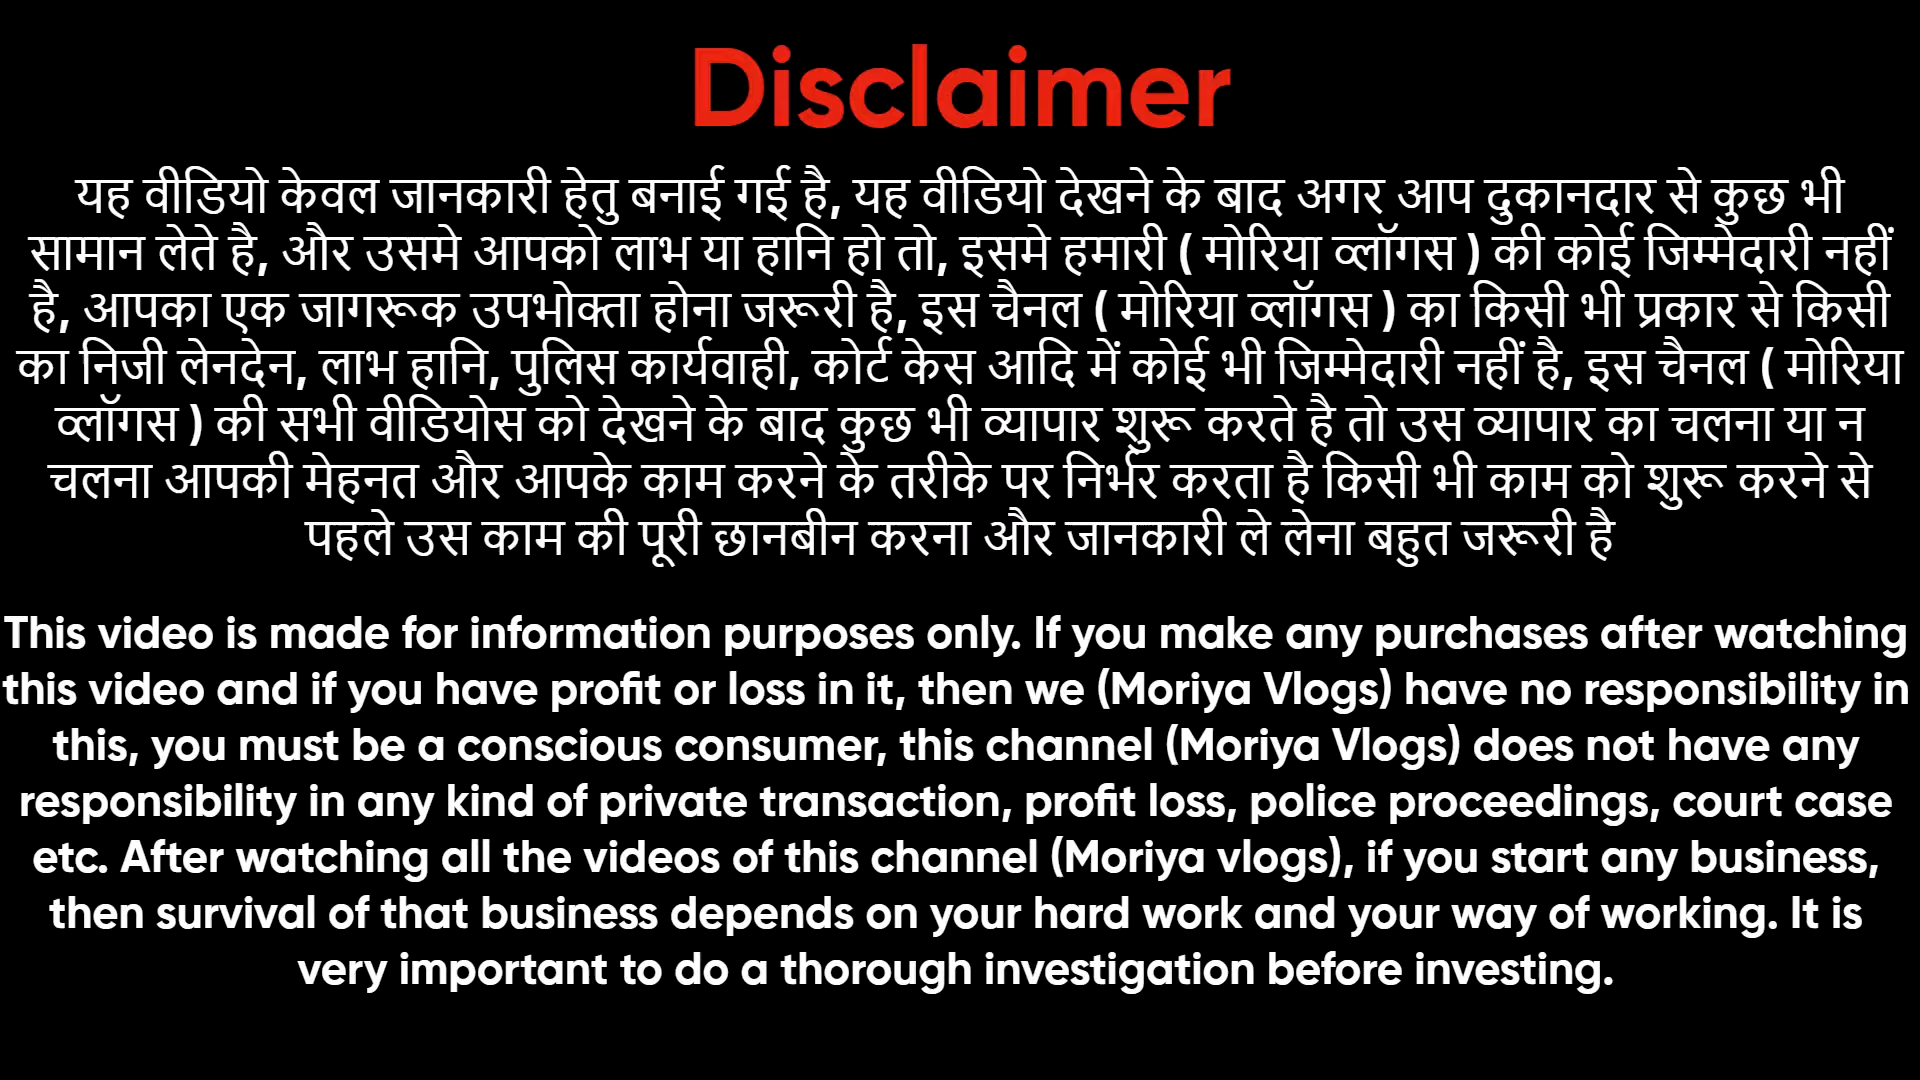 Disclaimer
यह वीडियो केवल जानकारी हेतु बनाई गई है, यह वीडियो देखने के बाद अगर आप दुकानदार से कुछ भी
सामान लेते है, और उसमे आपको लाभ या हानि हो तो, इसमे हमारी ( मोरिया व्लॉगस ) की कोई जिम्मेदारी नहीं
है, आपका एक जागरूक उपभोक्ता होना जरूरी है, इस चैनल ( मोरिया व्लॉगस ) का किसी भी प्रकार से किसी
का निजी लेनदेन, लाभ हानि, पुलिस कार्यवाही, कोर्ट केस आदि में कोई भी जिम्मेदारी नहीं है, इस चैनल ( मोरिया
व्लॉगस ) की सभी वीडियोस को देखने के बाद कुछ भी व्यापार शुरू करते है तो उस व्यापार का चलना या न
चलना आपकी मेहनत और आपके काम करने के तरीके पर निर्भर करता है किसी भी काम को शुरू करने से
पहले उस काम की पूरी छानबीन करना और जानकारी ले लेना बहुत जरूरी है
This video is made for information purposes only. If you make any purchases after watching
this video and if you have profit or loss in it, then we (Moriya Vlogs) have no responsibility in
this, you must be a conscious consumer, this channel (Moriya Vlogs) does not have any
responsibility in any kind of private transaction, profit loss, police proceedings, court case
etc. After watching all the videos of this channel (Moriya vlogs), if you start any business,
then survival of that business depends on your hard work and your way of working. It is
very important to do a thorough investigation before investing.